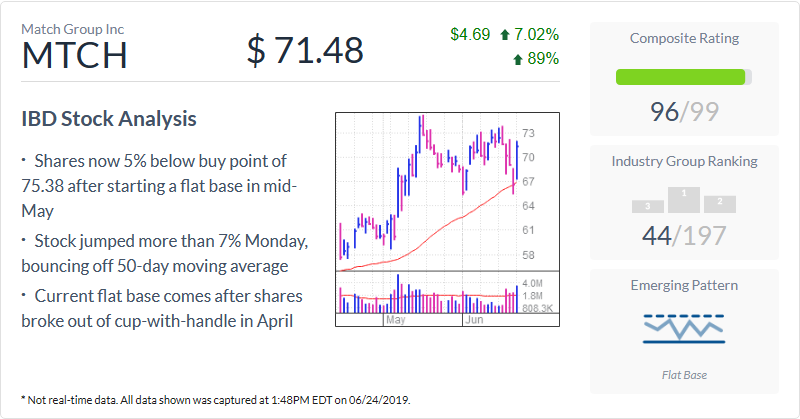 Match Group Inc
MTCH
$ 71.48
$4.69 7.02%
89%
IBD Stock Analysis
· Shares now 5% below buy point of
75.38 after starting a flat base in mid-
May
· Stock jumped more than 7% Monday,
bouncing off 50-day moving average
· Current flat base comes after shares
broke out of cup-with-handle in April
73
70
67
64
61
58
4.0M
1.8M
808.3K
May Jun
Composite Rating
96/99
Industry Group Ranking
3 1 2
44/197
Emerging Pattern
Flat Base
* Not real-time data. All data shown was captured at 1:48PM EDT on 06/24/2019.